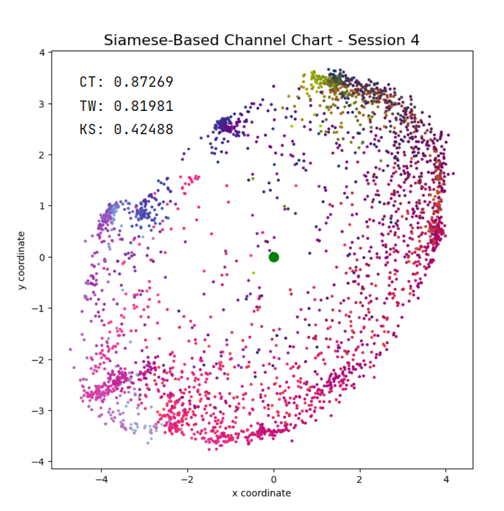 Siamese-Based Channel Chart - Session 4
CT: 0.87269
TW: 0.81981
KS: 0.42488
4
3
2
1
0
−1
−2
−3
−4
y coordinate
−4 −2 0 2 4
x coordinate